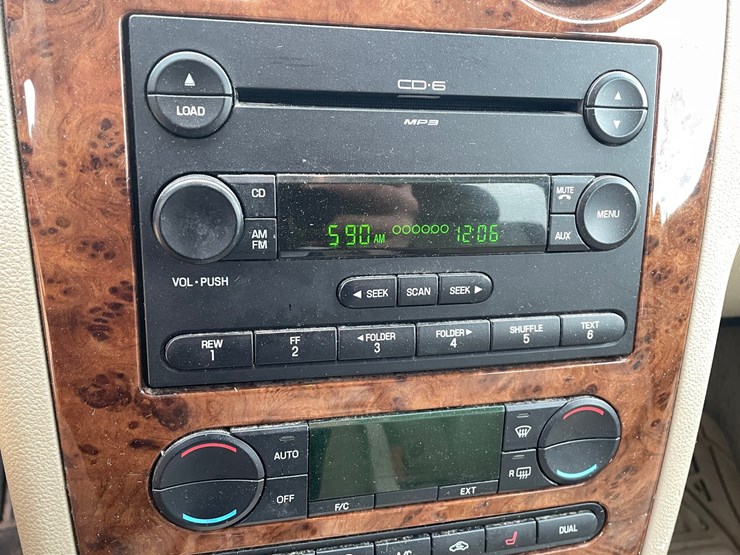 CD·6
LOAD
MP3
CD
MUTE
MENU
590 AM 12:06
AM
FM
AUX
VOL • PUSH
◀ SEEK SCAN SEEK ▶
REW
1
FF
2
◀ FOLDER
3
FOLDER ▶
4
SHUFFLE
5
TEXT
6
AUTO
OFF
R
F/C
EXT
A/C
DUAL